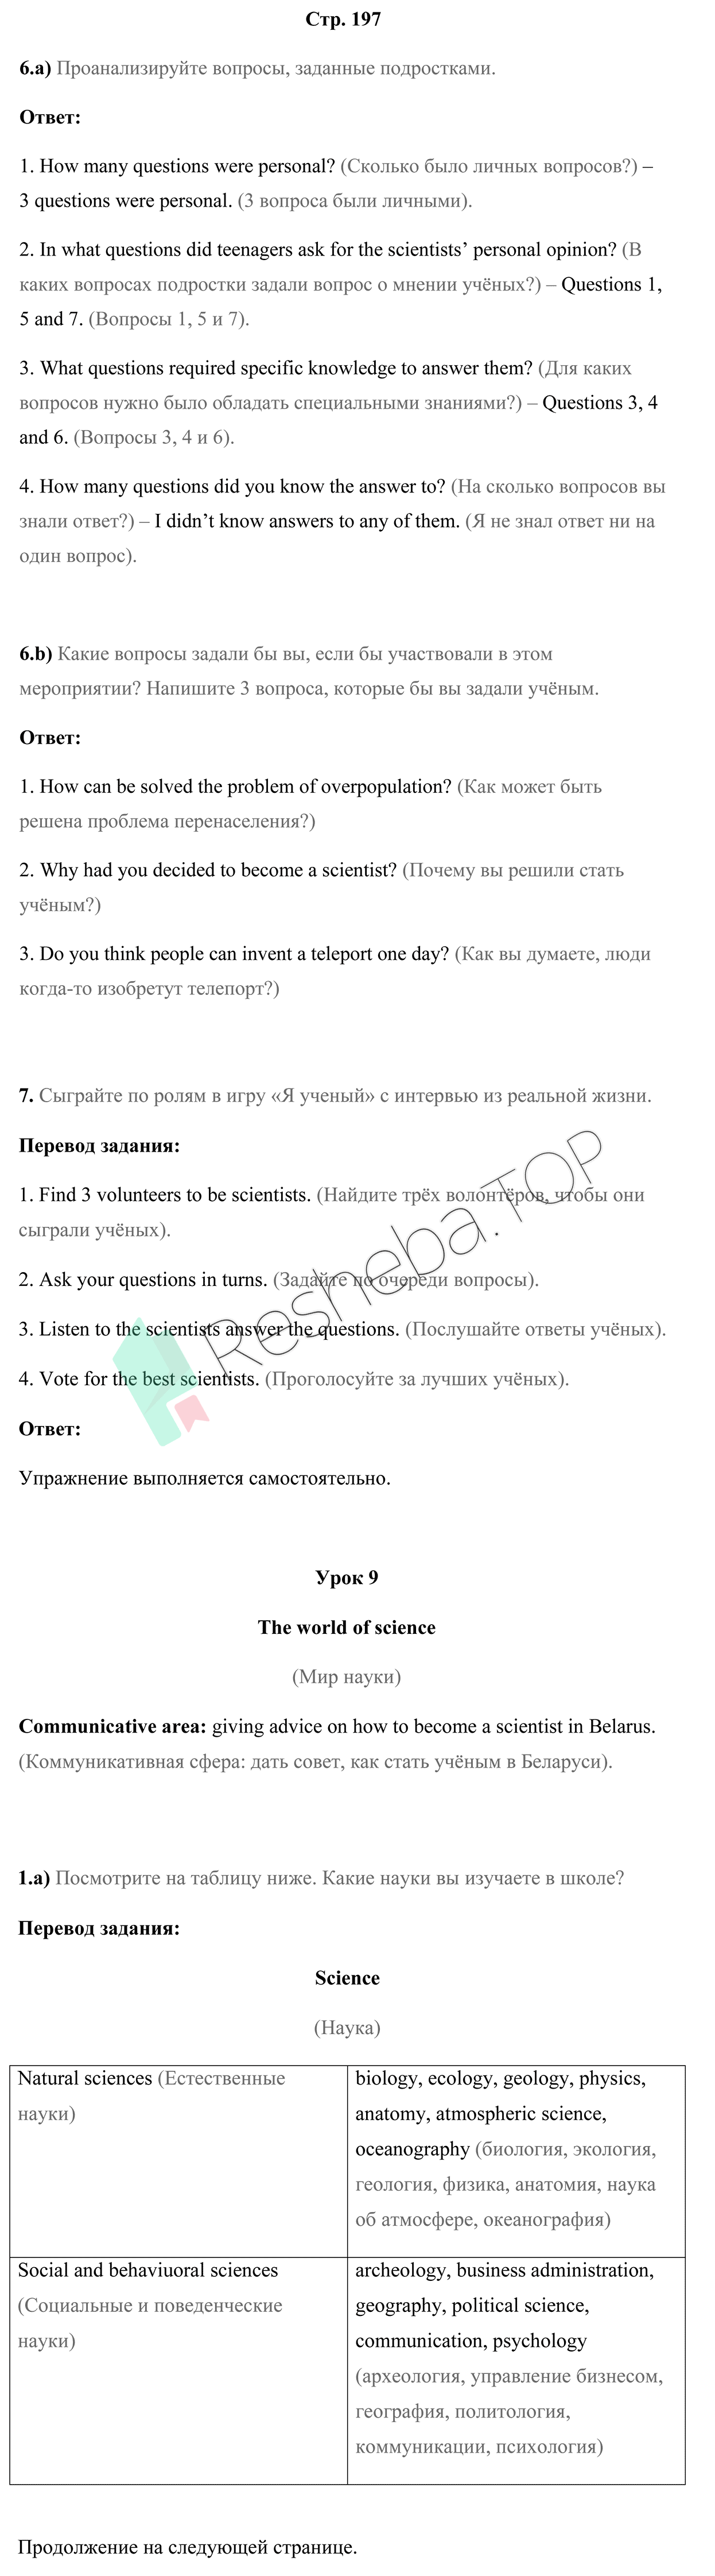 Стр. 197
6.a) Проанализируйте вопросы, заданные подростками.
Ответ:
1. How many questions were personal? (Сколько было личных вопросов?) –
3 questions were personal. (3 вопроса были личными).
2. In what questions did teenagers ask for the scientists’ personal opinion? (В
каких вопросах подростки задали вопрос о мнении учёных?) – Questions 1,
5 and 7. (Вопросы 1, 5 и 7).
3. What questions required specific knowledge to answer them? (Для каких
вопросов нужно было обладать специальными знаниями?) – Questions 3, 4
and 6. (Вопросы 3, 4 и 6).
4. How many questions did you know the answer to? (На сколько вопросов вы
знали ответ?) – I didn’t know answers to any of them. (Я не знал ответ ни на
один вопрос).
6.b) Какие вопросы задали бы вы, если бы участвовали в этом
мероприятии? Напишите 3 вопроса, которые бы вы задали учёным.
Ответ:
1. How can be solved the problem of overpopulation? (Как может быть
решена проблема перенаселения?)
2. Why had you decided to become a scientist? (Почему вы решили стать
учёным?)
3. Do you think people can invent a teleport one day? (Как вы думаете, люди
когда-то изобретут телепорт?)
7. Сыграйте по ролям в игру «Я ученый» с интервью из реальной жизни.
Перевод задания:
1. Find 3 volunteers to be scientists. (Найдите трёх волонтёров, чтобы они
сыграли учёных).
2. Ask your questions in turns. (Задайте по очереди вопросы).
3. Listen to the scientists answer the questions. (Послушайте ответы учёных).
4. Vote for the best scientists. (Проголосуйте за лучших учёных).
Resheba.TOP
Ответ:
Упражнение выполняется самостоятельно.
Урок 9
The world of science
(Мир науки)
Communicative area: giving advice on how to become a scientist in Belarus.
(Коммуникативная сфера: дать совет, как стать учёным в Беларуси).
1.a) Посмотрите на таблицу ниже. Какие науки вы изучаете в школе?
Перевод задания:
Science
(Наука)
Natural sciences (Естественные
науки)
biology, ecology, geology, physics,
anatomy, atmospheric science,
oceanography (биология, экология,
геология, физика, анатомия, наука
об атмосфере, океанография)
Social and behaviuoral sciences
(Социальные и поведенческие
науки)
archeology, business administration,
geography, political science,
communication, psychology
(археология, управление бизнесом,
география, политология,
коммуникации, психология)
Продолжение на следующей странице.